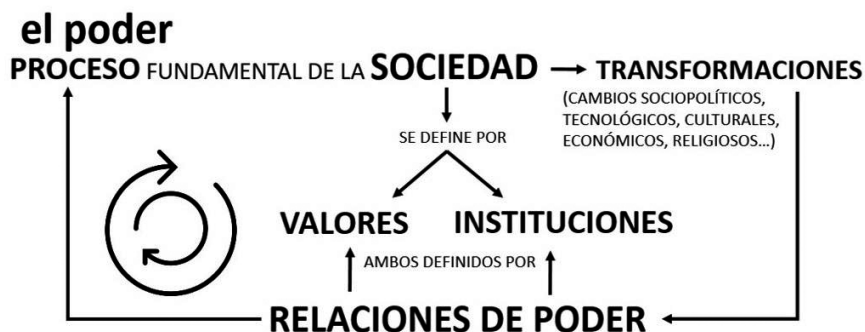 el poder
PROCESO FUNDAMENTAL DE LA SOCIEDAD
TRANSFORMACIONES
(CAMBIOS SOCIOPOLÍTICOS,
TECNOLÓGICOS, CULTURALES,
ECONÓMICOS, RELIGIOSOS...)
SE DEFINE POR
VALORES
INSTITUCIONES
AMBOS DEFINIDOS POR
RELACIONES DE PODER